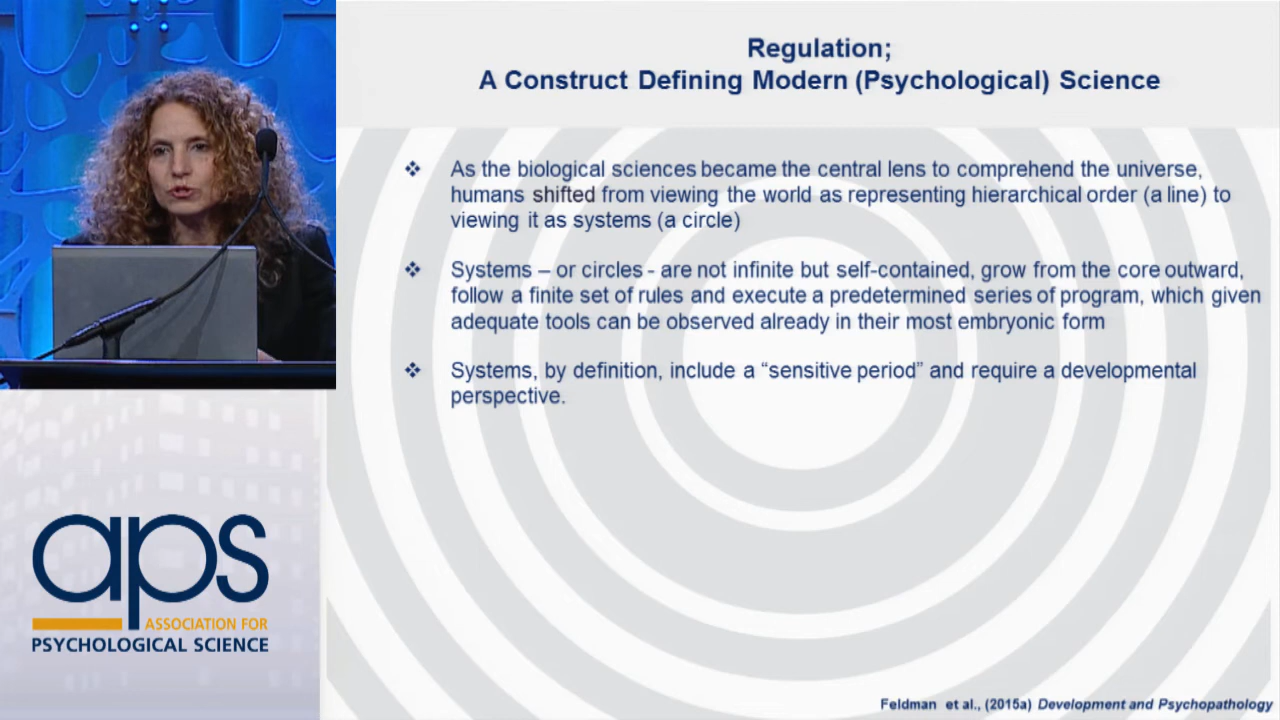 Regulation;
A Construct Defining Modern (Psychological) Science
❖ As the biological sciences became the central lens to comprehend the universe,
humans shifted from viewing the world as representing hierarchical order (a line) to
viewing it as systems (a circle)
❖ Systems – or circles - are not infinite but self-contained, grow from the core outward,
follow a finite set of rules and execute a predetermined series of program, which given
adequate tools can be observed already in their most embryonic form
❖ Systems, by definition, include a “sensitive period” and require a developmental
perspective.
Feldman et al., (2015a) Development and Psychopathology
aps
ASSOCIATION FOR
PSYCHOLOGICAL SCIENCE